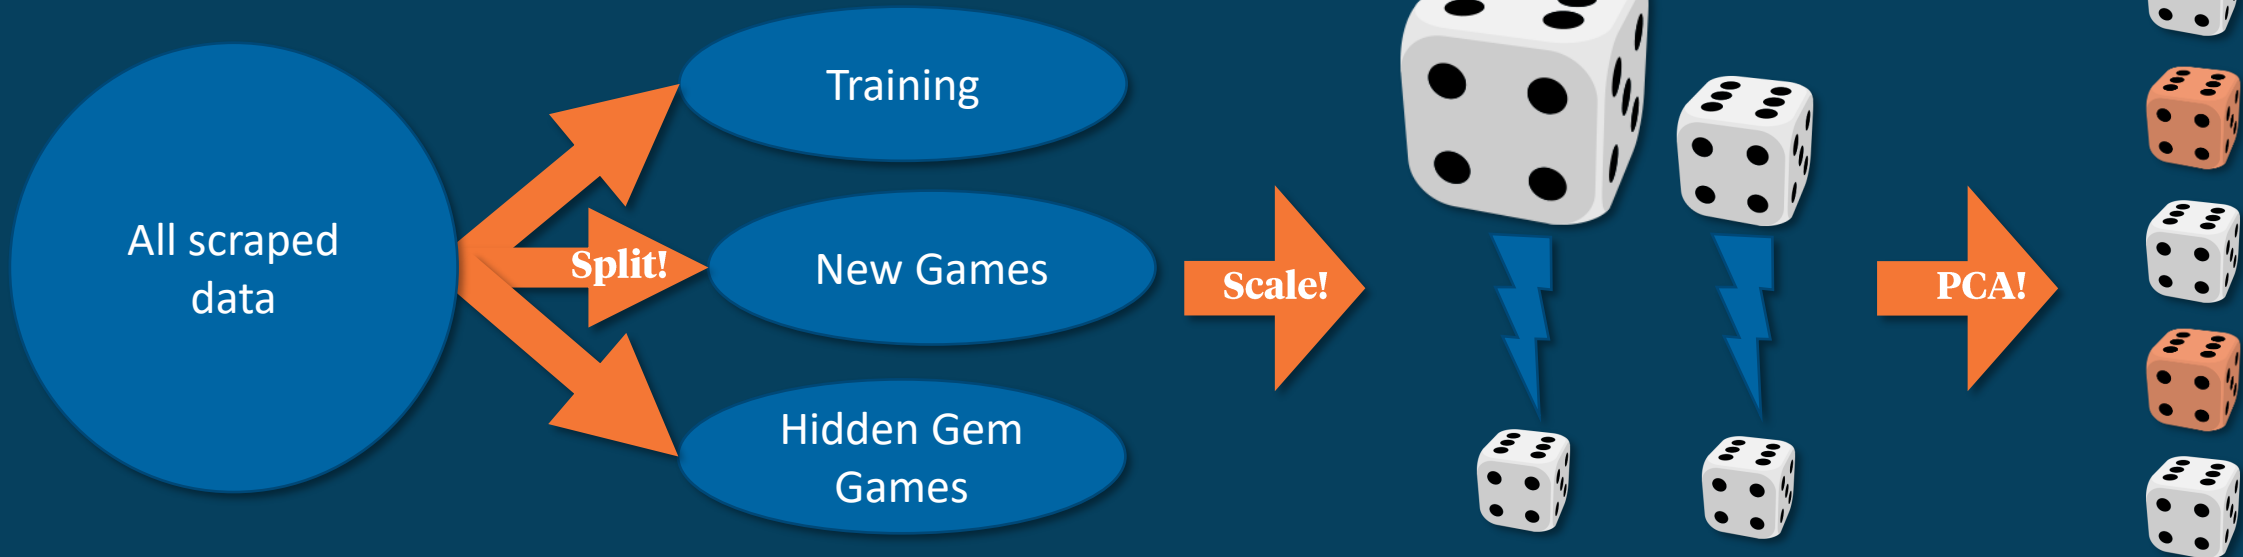 All scraped
data
Split!
Training
New Games
Hidden Gem
Games
Scale!
PCA!